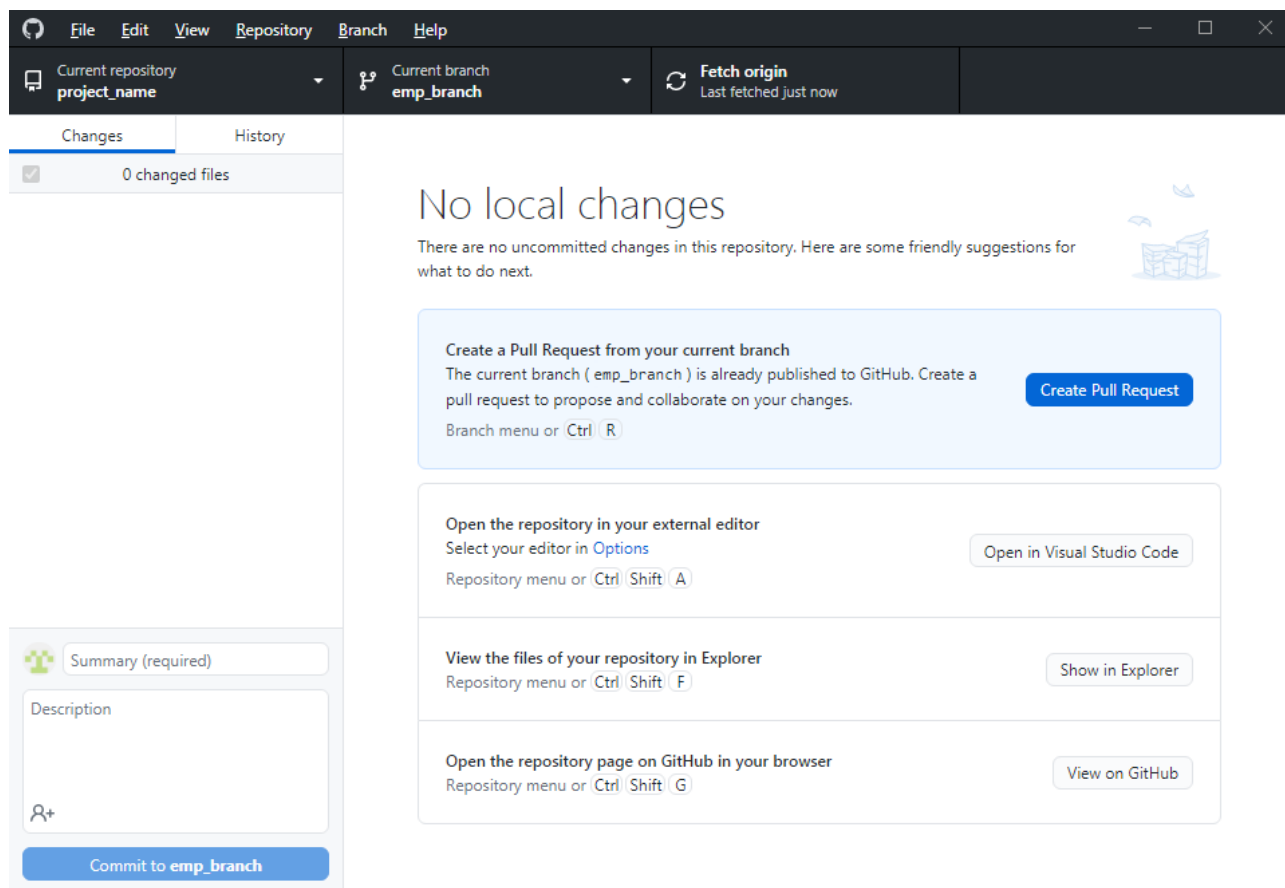 File Edit View Repository Branch Help
Current repository
project_name
Current branch
emp_branch
Fetch origin
Last fetched just now
Changes History
0 changed files
No local changes
There are no uncommitted changes in this repository. Here are some friendly suggestions for
what to do next.
Create a Pull Request from your current branch
The current branch ( emp_branch ) is already published to GitHub. Create a
pull request to propose and collaborate on your changes.
Branch menu or Ctrl R
Create Pull Request
Open the repository in your external editor
Select your editor in Options
Repository menu or Ctrl Shift A
Open in Visual Studio Code
View the files of your repository in Explorer
Repository menu or Ctrl Shift F
Show in Explorer
Open the repository page on GitHub in your browser
Repository menu or Ctrl Shift G
View on GitHub
Summary (required)
Description
Commit to emp_branch